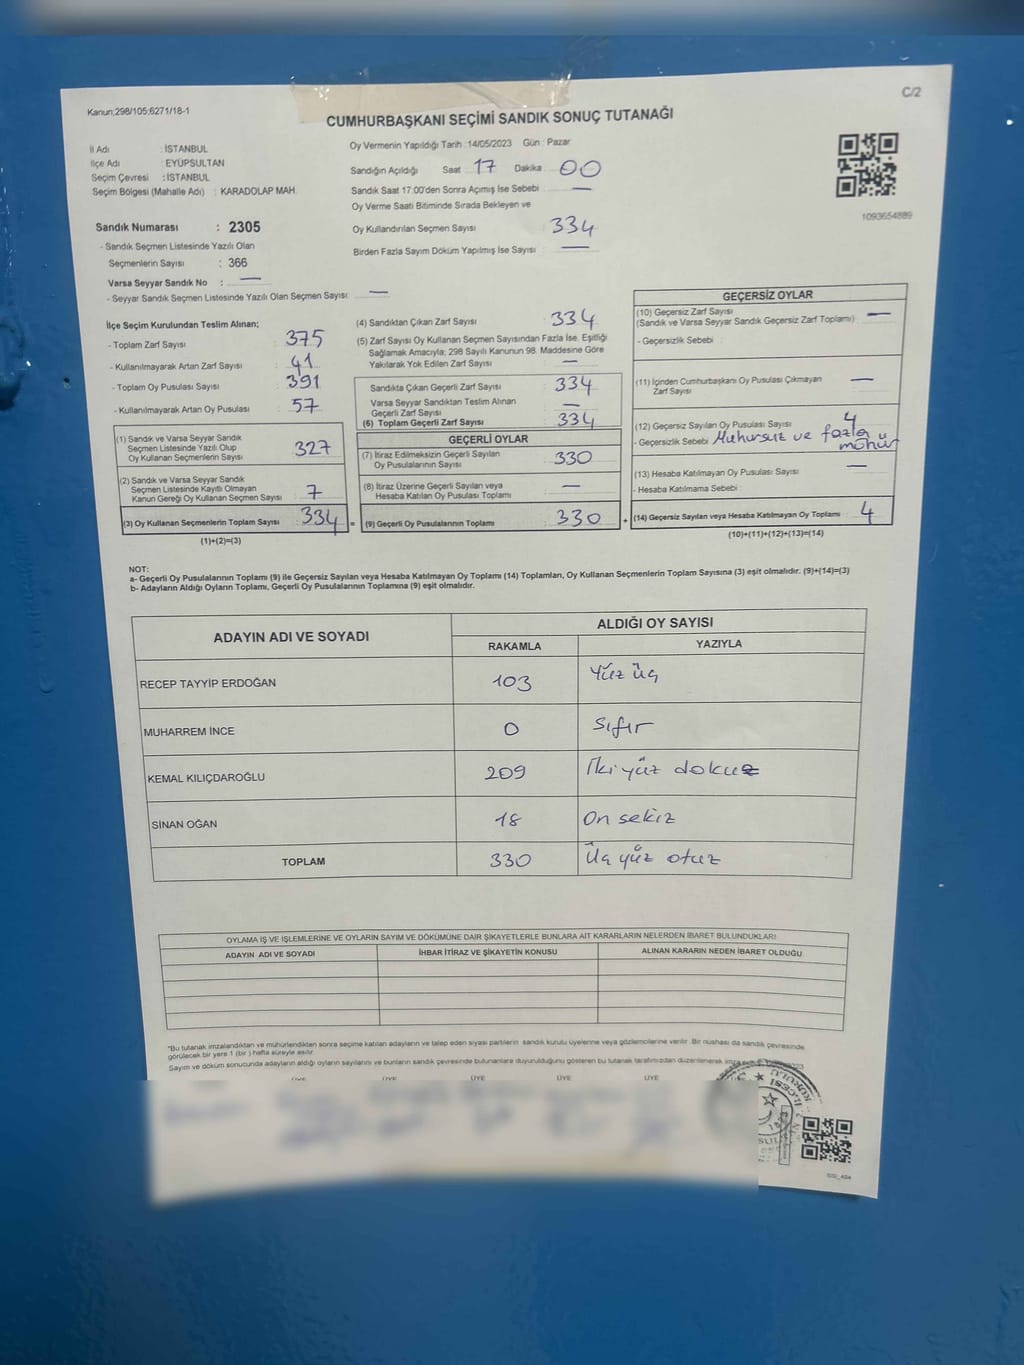 Kanun;298/105;6271/18-1
C/2
CUMHURBAŞKANI SEÇİMİ SANDIK SONUÇ TUTANAĞI
İl Adı : İSTANBUL
İlçe Adı : EYÜPSULTAN
Seçim Çevresi : İSTANBUL
Seçim Bölgesi (Mahalle Adı) : KARADOLAP MAH.
Oy Vermenin Yapıldığı Tarih :14/05/2023 Gün : Pazar
Sandığın Açıldığı Saat 17 Dakika 00
Sandık Saat 17:00'den Sonra Açımış İse Sebebi : —
Oy Verme Saati Bitiminde Sırada Bekleyen ve
Oy Kullandırılan Seçmen Sayısı : 334
Birden Fazla Sayım Döküm Yapılmış İse Sayısı : —
1093654889
Sandık Numarası : 2305
- Sandık Seçmen Listesinde Yazılı Olan
Seçmenlerin Sayısı : 366
Varsa Seyyar Sandık No : —
- Seyyar Sandık Seçmen Listesinde Yazılı Olan Seçmen Sayısı: —
İlçe Seçim Kurulundan Teslim Alınan;
- Toplam Zarf Sayısı 375
- Kullanılmayarak Artan Zarf Sayısı 41
- Toplam Oy Pusulası Sayısı 391
- Kullanılmayarak Artan Oy Pusulası 57
(1) Sandık ve Varsa Seyyar Sandık
Seçmen Listesinde Yazılı Olup
Oy Kullanan Seçmenlerin Sayısı 327
(2) Sandık ve Varsa Seyyar Sandık
Seçmen Listesinde Kayıtlı Olmayan
Kanun Gereği Oy Kullanan Seçmen Sayısı 7
(3) Oy Kullanan Seçmenlerin Toplam Sayısı 334 =
(1)+(2)=(3)
(4) Sandıktan Çıkan Zarf Sayısı 334
(5) Zarf Sayısı Oy Kullanan Seçmen Sayısından Fazla İse, Eşitliği
Sağlamak Amacıyla; 298 Sayılı Kanunun 98. Maddesine Göre
Yakılarak Yok Edilen Zarf Sayısı —
Sandıkta Çıkan Geçerli Zarf Sayısı 334
Varsa Seyyar Sandıktan Teslim Alınan
Geçerli Zarf Sayısı —
(6) Toplam Geçerli Zarf Sayısı 334
GEÇERLİ OYLAR
(7) İtiraz Edilmeksizin Geçerli Sayılan
Oy Pusulalarının Sayısı 330
(8) İtiraz Üzerine Geçerli Sayılan veya
Hesaba Katılan Oy Pusulası Toplamı —
(9) Geçerli Oy Pusulalarının Toplamı 330 +
GEÇERSİZ OYLAR
(10) Geçersiz Zarf Sayısı
(Sandık ve Varsa Seyyar Sandık Geçersiz Zarf Toplamı) —
- Geçersizlik Sebebi :
(11) İçinden Cumhurbaşkanı Oy Pusulası Çıkmayan
Zarf Sayısı —
(12) Geçersiz Sayılan Oy Pusulası Sayısı 4
- Geçersizlik Sebebi Muhursuz ve fazla
mühür
(13) Hesaba Katılmayan Oy Pusulası Sayısı —
- Hesaba Katılmama Sebebi :
(14) Geçersiz Sayılan veya Hesaba Katılmayan Oy Toplamı 4
(10)+(11)+(12)+(13)=(14)
NOT:
a- Geçerli Oy Pusulalarının Toplamı (9) ile Geçersiz Sayılan veya Hesaba Katılmayan Oy Toplamı (14) Toplamları, Oy Kullanan Seçmenlerin Toplam Sayısına (3) eşit olmalıdır. (9)+(14)=(3)
b- Adayların Aldığı Oyların Toplamı, Geçerli Oy Pusulalarının Toplamına (9) eşit olmalıdır.
ADAYIN ADI VE SOYADI
ALDIĞI OY SAYISI
RAKAMLA YAZIYLA
RECEP TAYYİP ERDOĞAN 103 Yüz üç
MUHARREM İNCE 0 Sıfır
KEMAL KILIÇDAROĞLU 209 İki yüz dokuz
SİNAN OĞAN 18 On sekiz
TOPLAM 330 Üç yüz otuz
OYLAMA İŞ VE İŞLEMLERİNE VE OYLARIN SAYIM VE DÖKÜMÜNE DAİR ŞİKAYETLERLE BUNLARA AİT KARARLARIN NELERDEN İBARET BULUNDUKLARI
ADAYIN ADI VE SOYADI İHBAR İTİRAZ VE ŞİKAYETİN KONUSU ALINAN KARARIN NEDEN İBARET OLDUĞU
*Bu tutanak imzalandıktan ve mühürlendikten sonra seçime katılan adayların ve talep eden siyasi partilerin sandık kurulu üyelerine veya gözlemcilerine verilir. Bir nüshası da sandık çevresinde
görülecek bir yere 1 (bir) hafta süreyle asılır.
Sayım ve döküm sonucunda adayların aldığı oyların sayılarını ve bunların sandık çevresinde bulunanlara duyurulduğunu gösteren bu tutanak tarafımızdan düzenlenerek
ÜYE ÜYE ÜYE ÜYE ÜYE